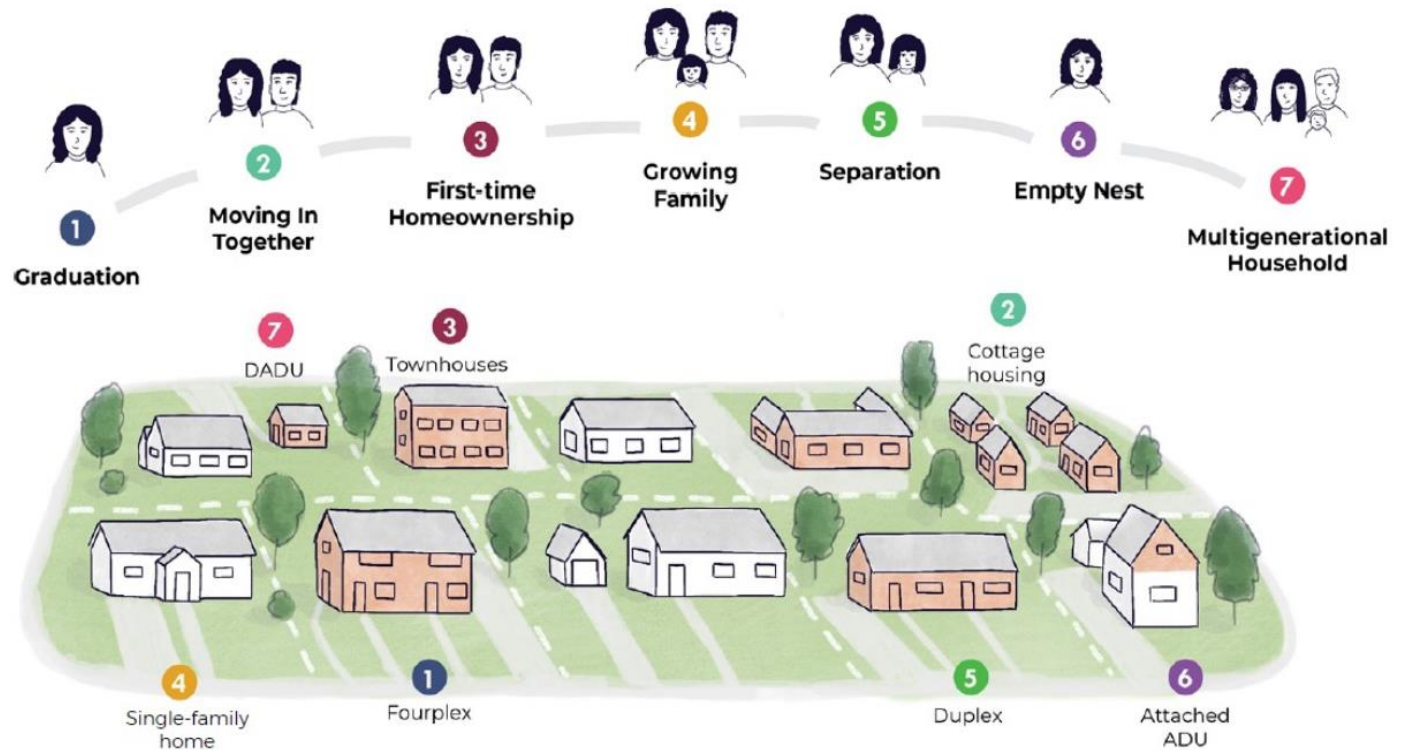 1
Graduation
2
Moving In
Together
3
First-time
Homeownership
4
Growing
Family
5
Separation
6
Empty Nest
7
Multigenerational
Household
7
DADU
3
Townhouses
2
Cottage
housing
4
Single-family
home
1
Fourplex
5
Duplex
6
Attached
ADU